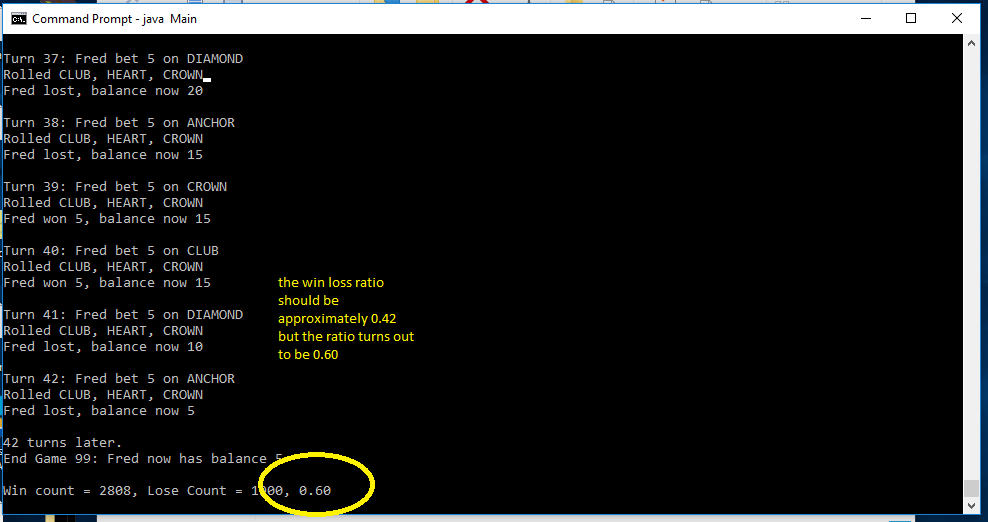 Command Prompt - java Main
Turn 37: Fred bet 5 on DIAMOND
Rolled CLUB, HEART, CROWN
Fred lost, balance now 20
Turn 38: Fred bet 5 on ANCHOR
Rolled CLUB, HEART, CROWN
Fred lost, balance now 15
Turn 39: Fred bet 5 on CROWN
Rolled CLUB, HEART, CROWN
Fred won 5, balance now 15
Turn 40: Fred bet 5 on CLUB
Rolled CLUB, HEART, CROWN
Fred won 5, balance now 15
Turn 41: Fred bet 5 on DIAMOND
Rolled CLUB, HEART, CROWN
Fred lost, balance now 10
Turn 42: Fred bet 5 on ANCHOR
Rolled CLUB, HEART, CROWN
Fred lost, balance now 5
42 turns later.
End Game 99: Fred now has balance 5
Win count = 2808, Lose Count = 0.60
the win loss ratio
should be
approximately 0.42
but the ratio turns out
to be 0.60